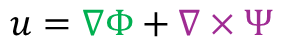 u = ∇Φ + ∇ × Ψ